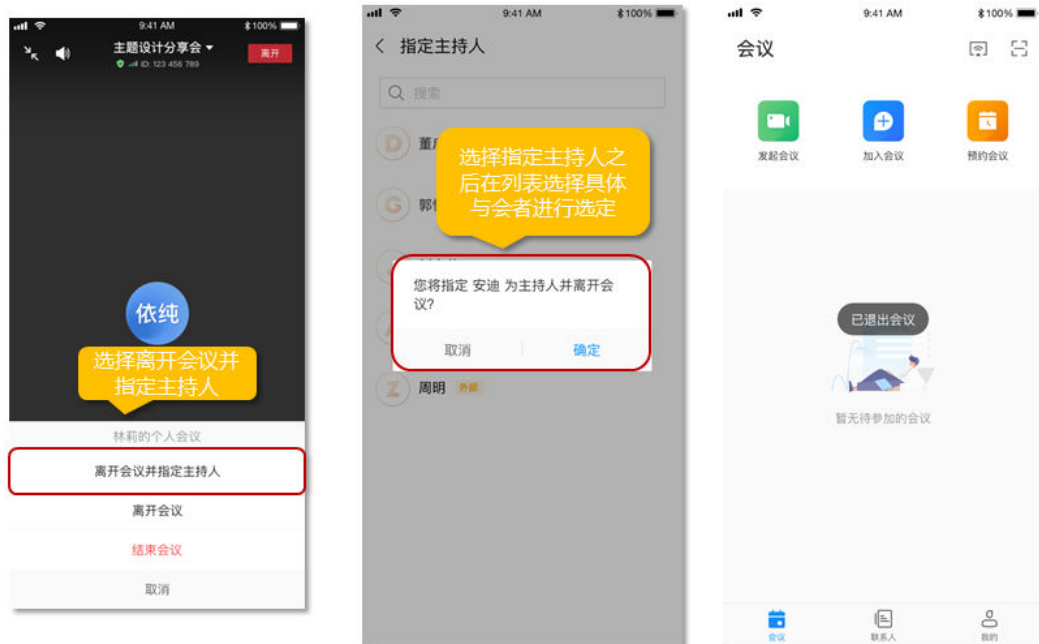 9:41 AM
100%
主题设计分享会
ID: 123 456 789
离开
依纯
选择离开会议并
指定主持人
林莉的个人会议
离开会议并指定主持人
离开会议
结束会议
取消
9:41 AM
100%
指定主持人
搜索
D 董
选择指定主持人之
后在列表选择具体
与会者进行选定
G 郭
您将指定 安迪 为主持人并离开会
议?
取消
确定
Z 周明 外部
9:41 AM
100%
会议
发起会议
加入会议
预约会议
已退出会议
暂无待参加的会议
会议
联系人
我的